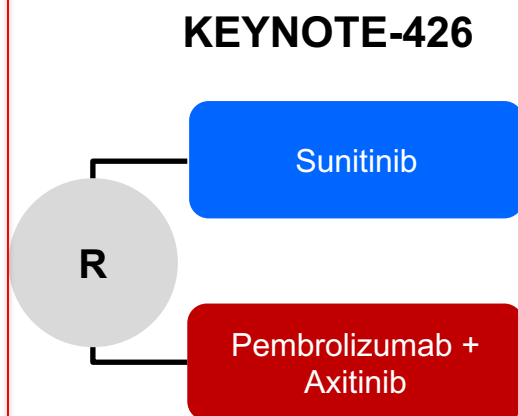 KEYNOTE-426
Sunitinib
R
Pembrolizumab +
Axitinib